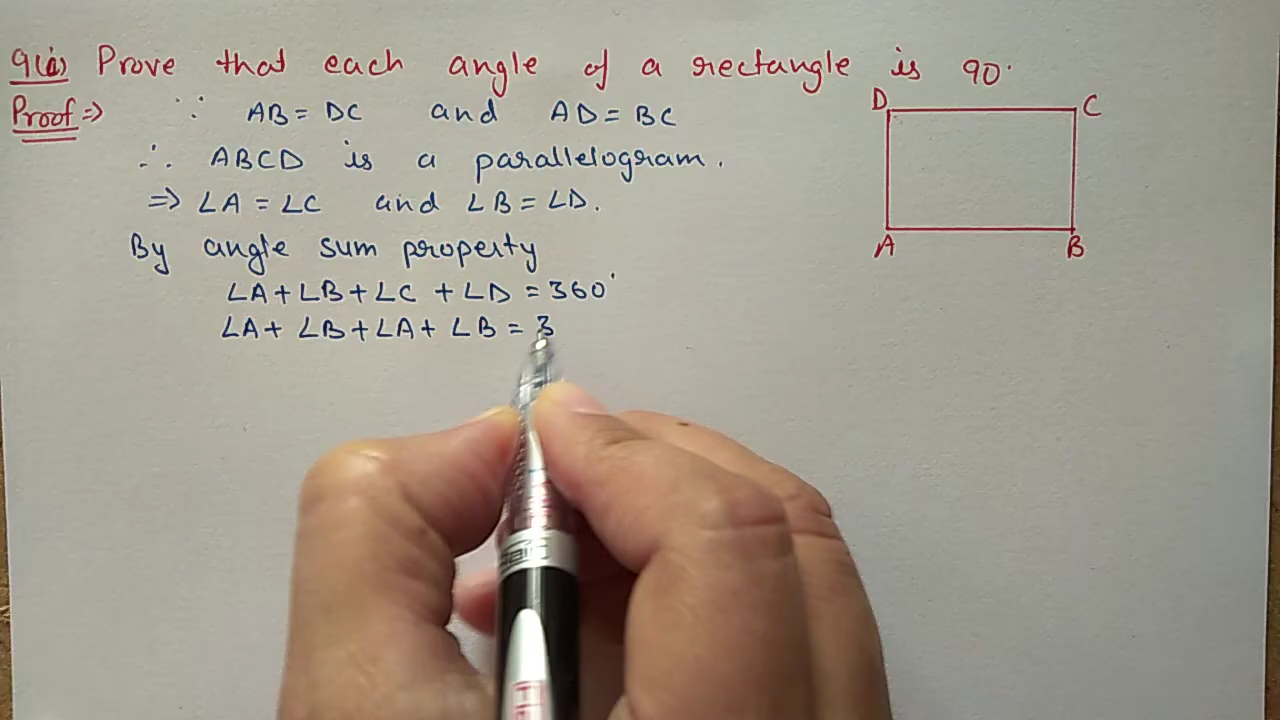 9(i) Prove that each angle of a rectangle is 90°
Proof ⇒ ∵ AB = DC and AD = BC
∴ ABCD is a parallelogram.
⇒ ∠A = ∠C and ∠B = ∠D.
By angle sum property
∠A + ∠B + ∠C + ∠D = 360°
∠A + ∠B + ∠A + ∠B = 3
D C
A B